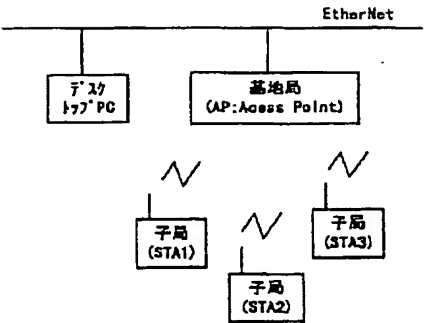 EtherNet
デスク
トップPC
基地局
(AP:Acess Point)
子局
(STA1)
子局
(STA2)
子局
(STA3)